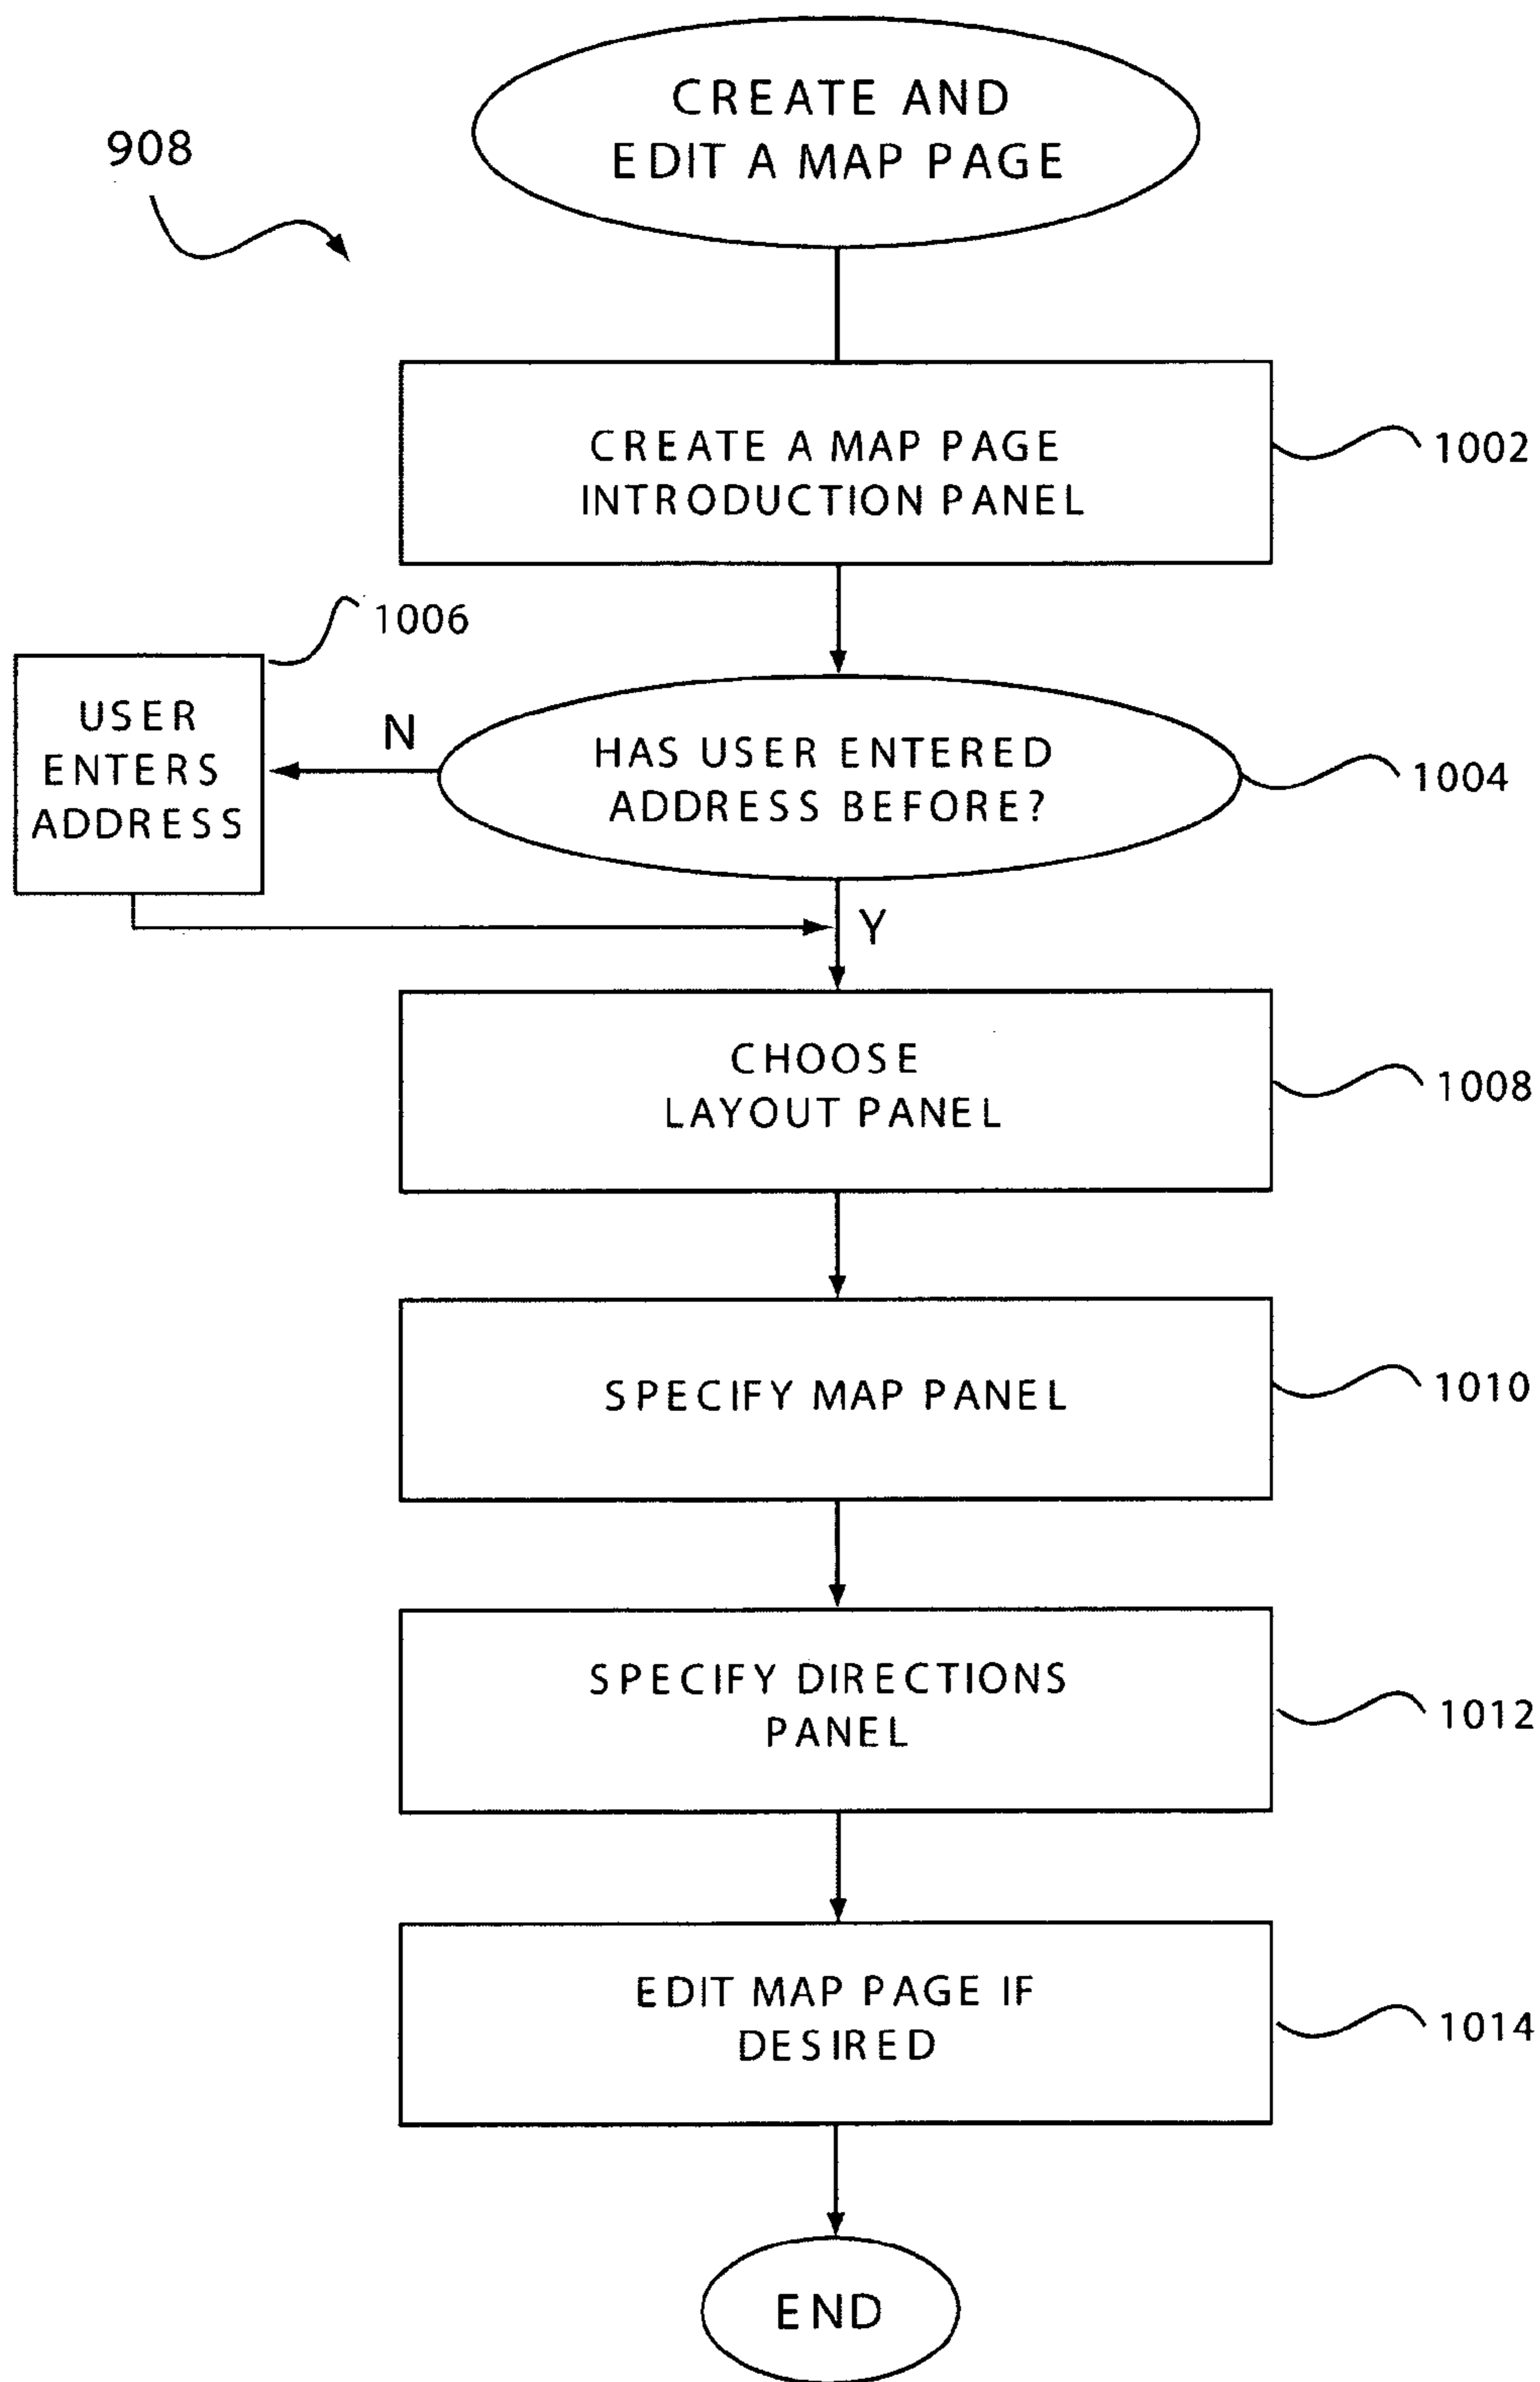 CREATE AND
EDIT A MAP PAGE
908
CREATE A MAP PAGE
INTRODUCTION PANEL
1002
1006
USER
ENTERS
ADDRESS
N
HAS USER ENTERED
ADDRESS BEFORE?
1004
Y
CHOOSE
LAYOUT PANEL
1008
SPECIFY MAP PANEL
1010
SPECIFY DIRECTIONS
PANEL
1012
EDIT MAP PAGE IF
DESIRED
1014
END